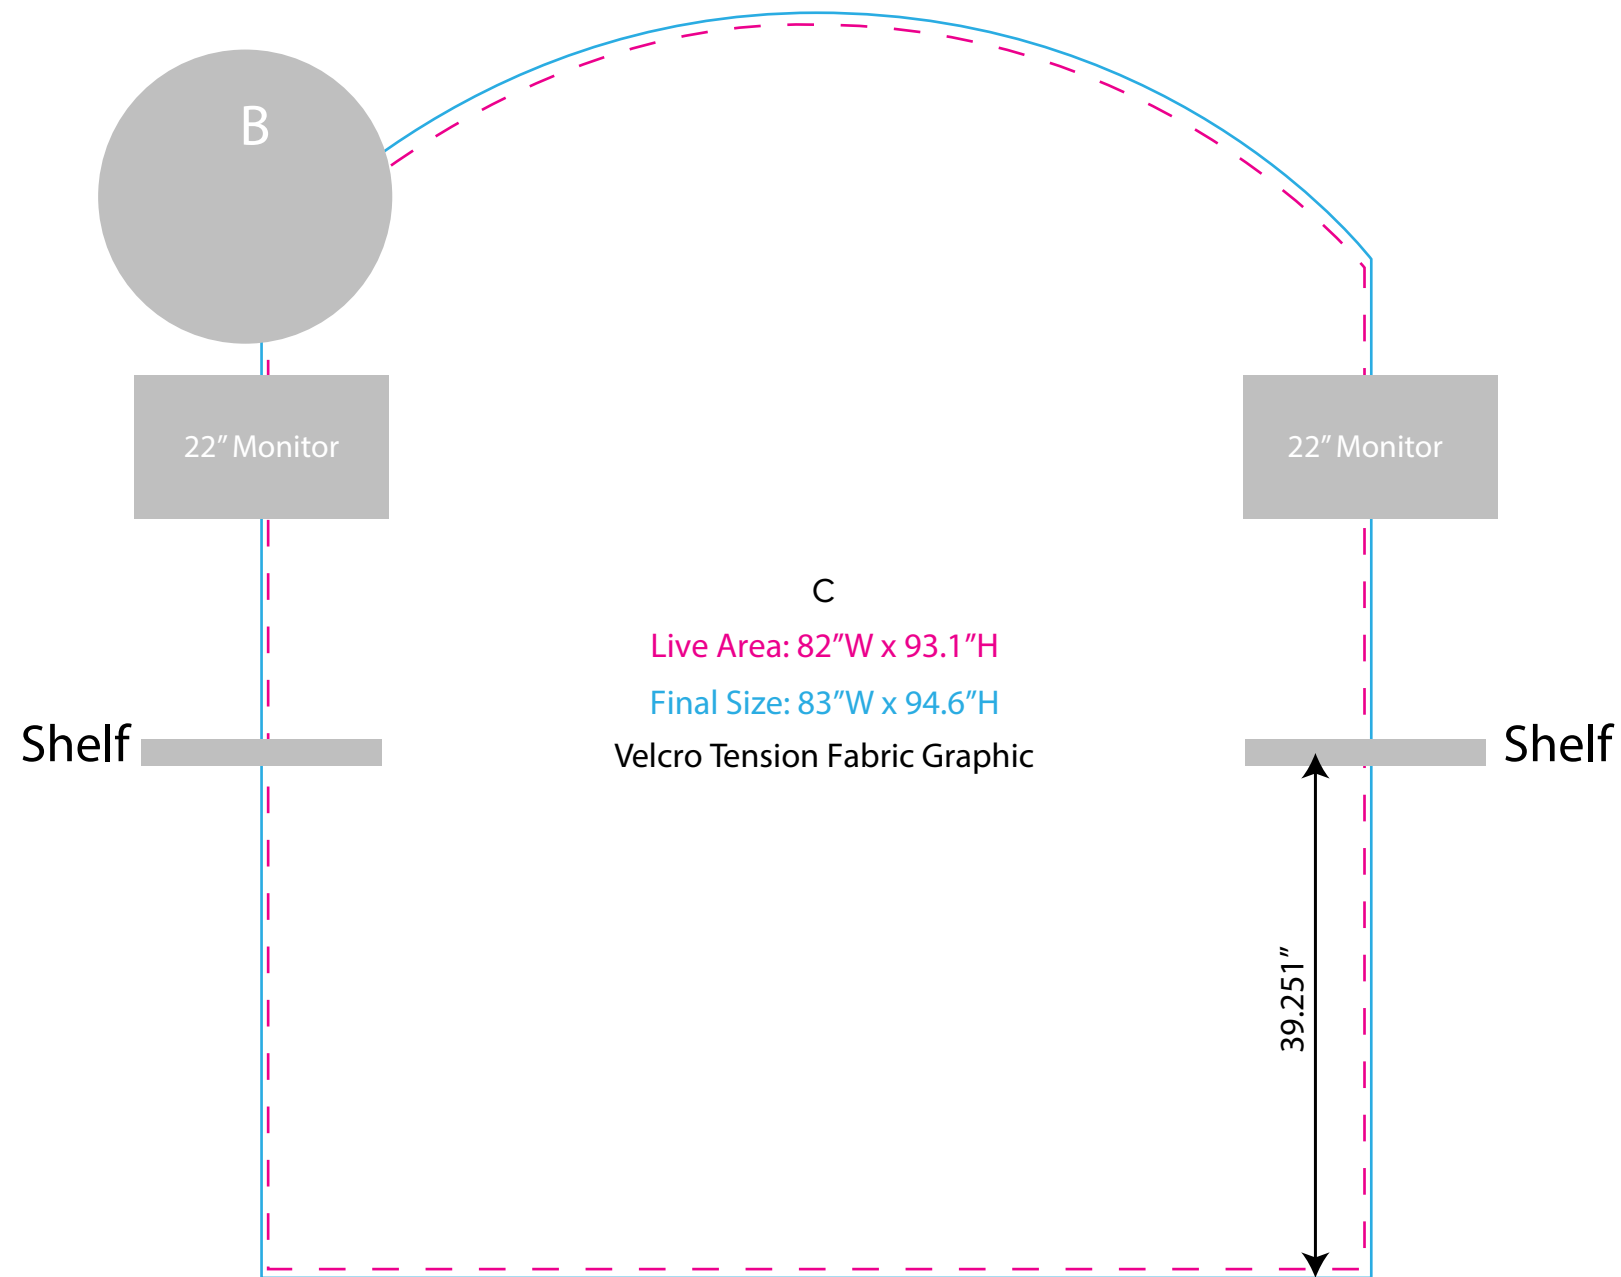 B
22” Monitor
22” Monitor
C
Live Area: 82”W x 93.1”H
Final Size: 83”W x 94.6”H
Velcro Tension Fabric Graphic
Shelf
Shelf
39.251”